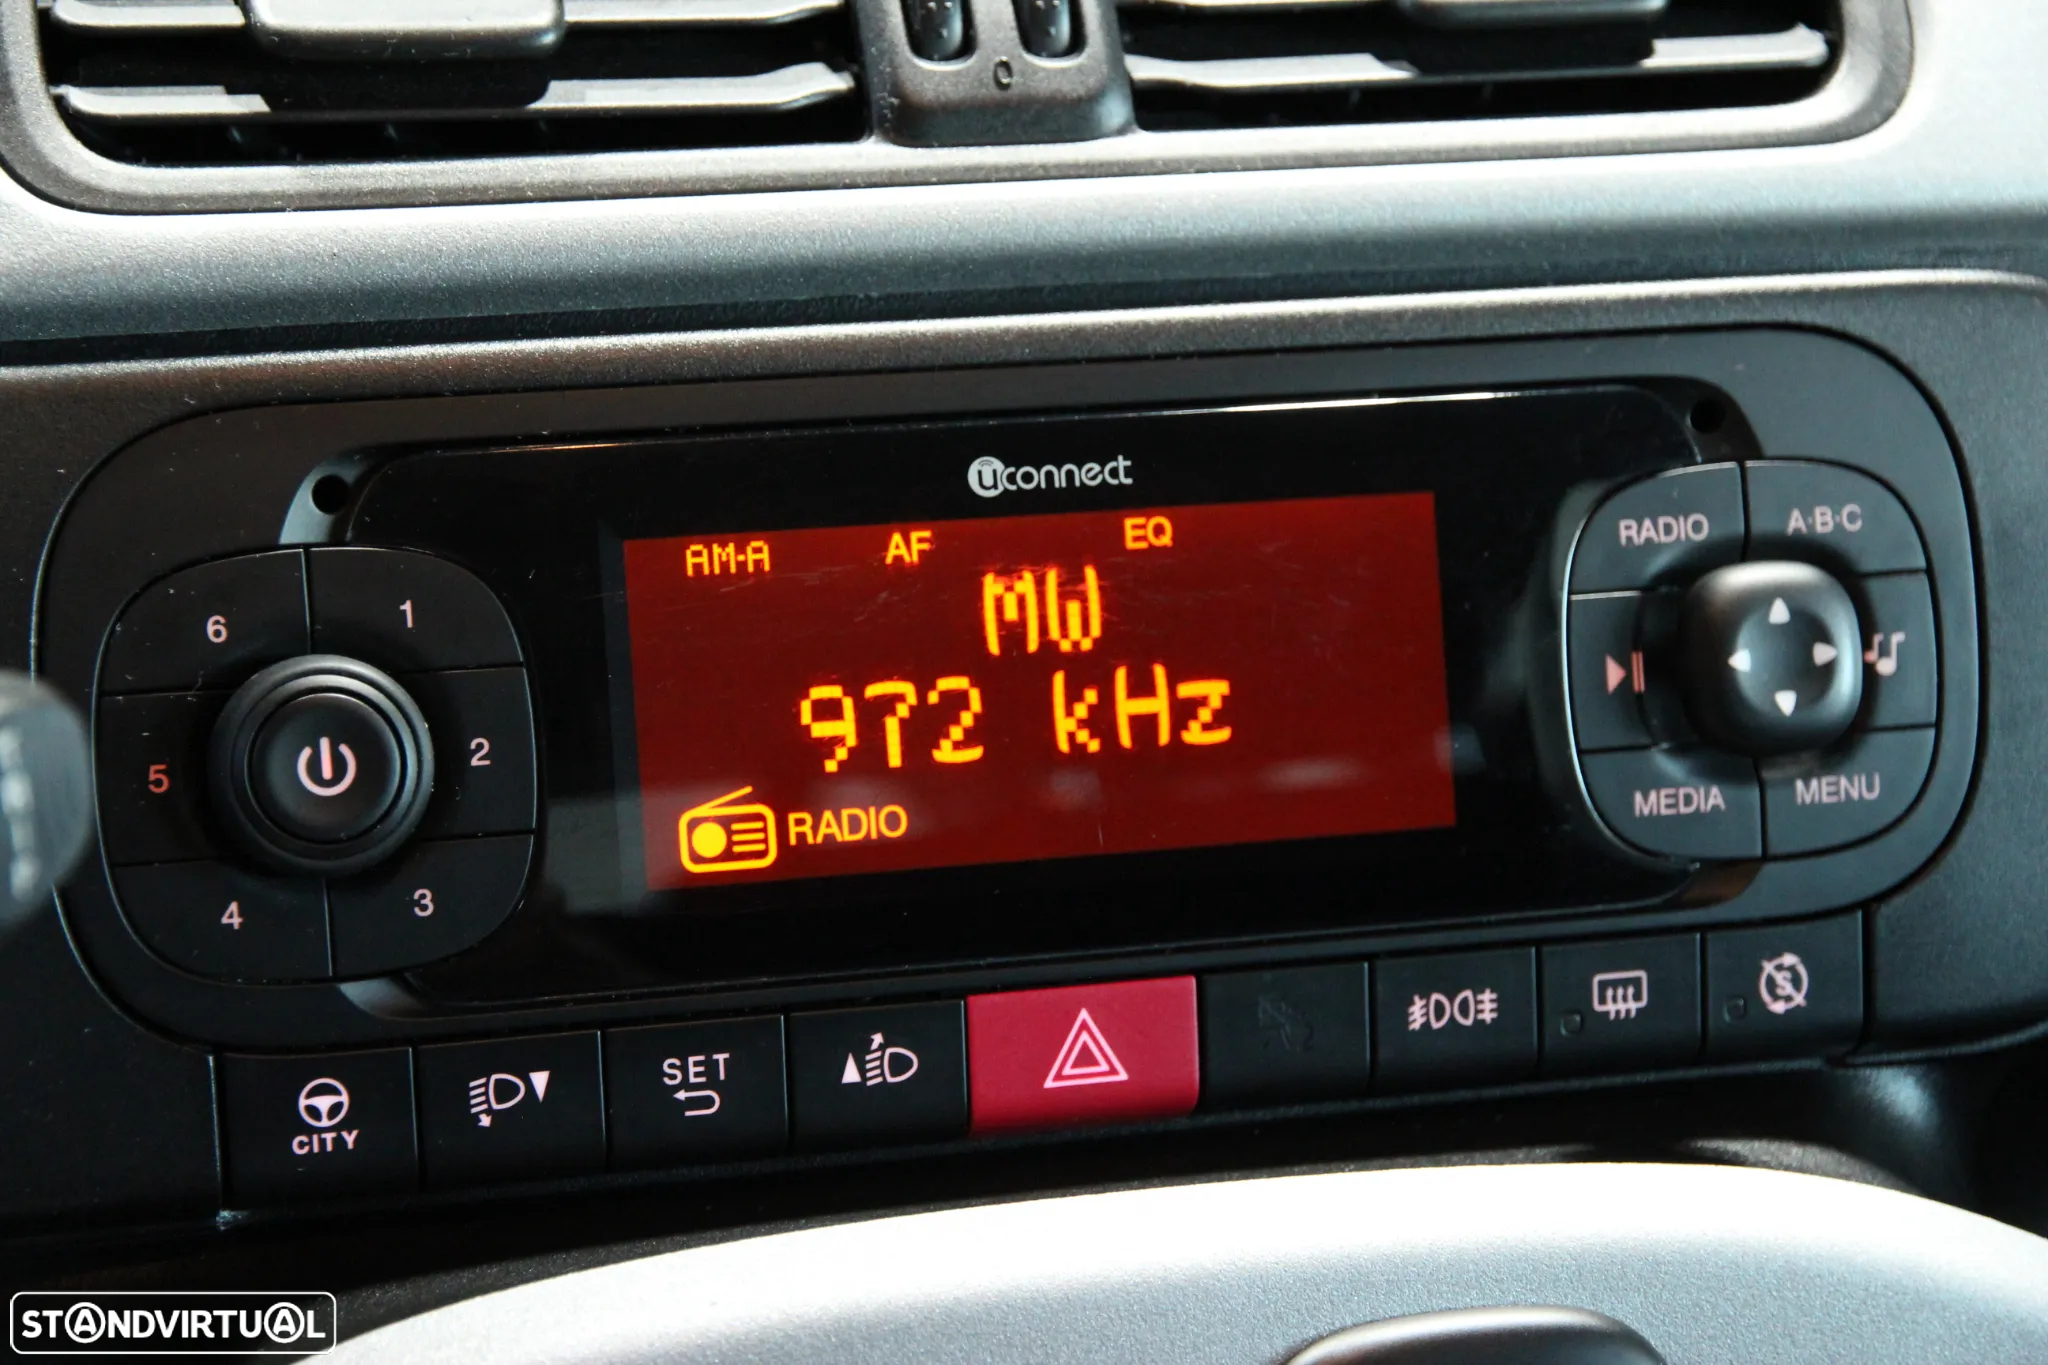 0
uconnect
AM-A AF EQ
MW
972 kHz
RADIO
6 1
5 2
4 3
RADIO A·B·C
MEDIA MENU
CITY
SET
STANDVIRTUAL